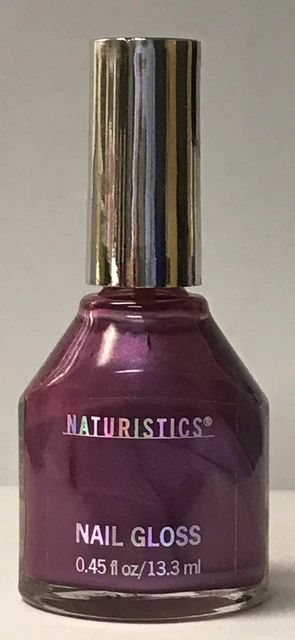 NATURISTICS®
NAIL GLOSS
0.45 fl oz/13.3 ml